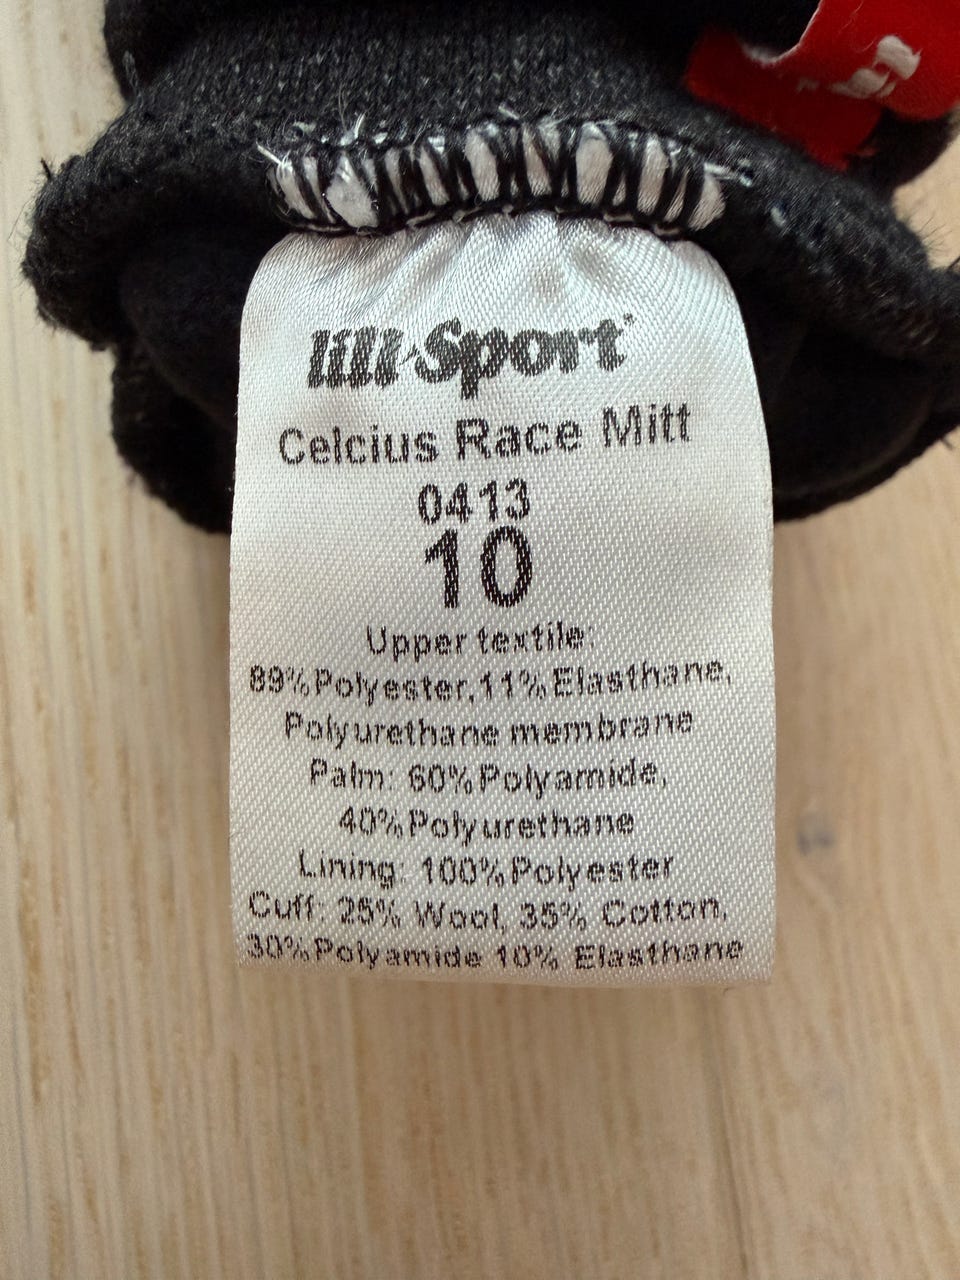 lill-Sport
Celcius Race Mitt
0413
10
Upper textile:
89% Polyester, 11% Elasthane,
Polyurethane membrane
Palm: 60% Polyamide,
40% Polyurethane
Lining: 100% Polyester
Cuff: 25% Wool, 35% Cotton,
30% Polyamide 10% Elasthane